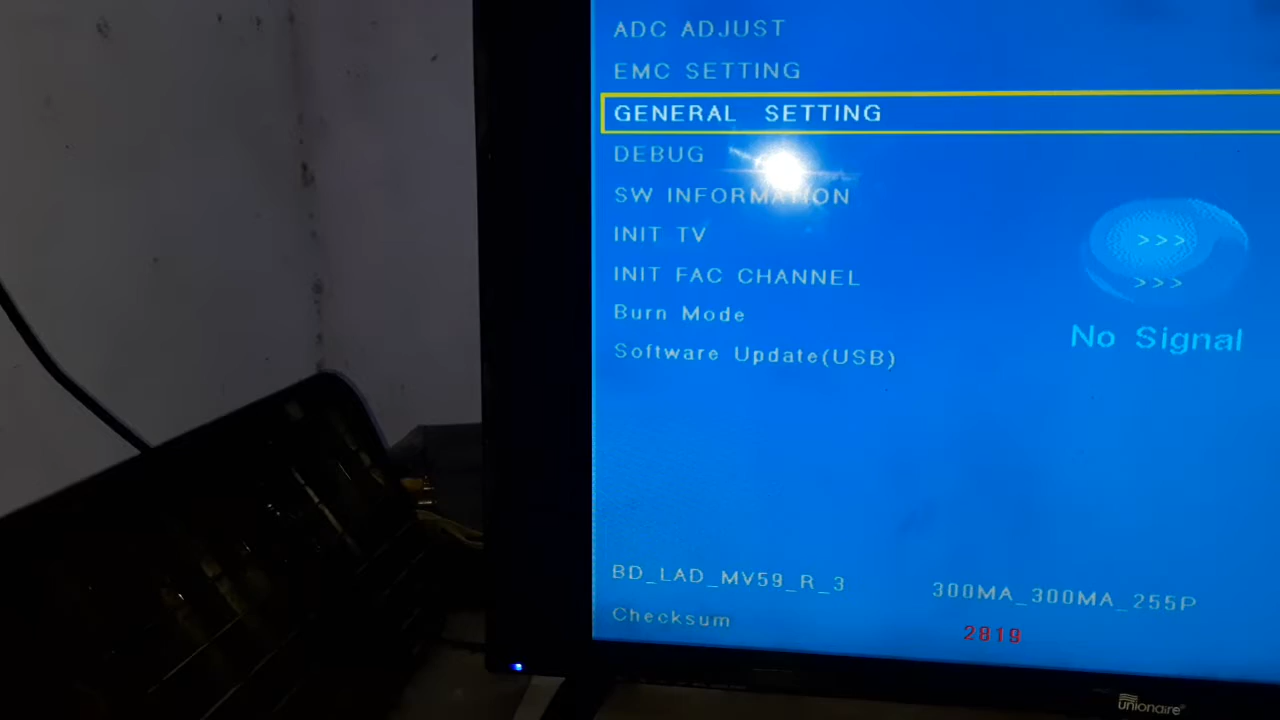 ADC ADJUST
EMC SETTING
GENERAL SETTING
DEBUG
SW INFORMATION
INIT TV
>>>
INIT FAC CHANNEL
>>>
Burn Mode
No Signal
Software Update(USB)
BD_LAD_MV59_R_3 300MA_300MA_255P
Checksum 2819
unionaire